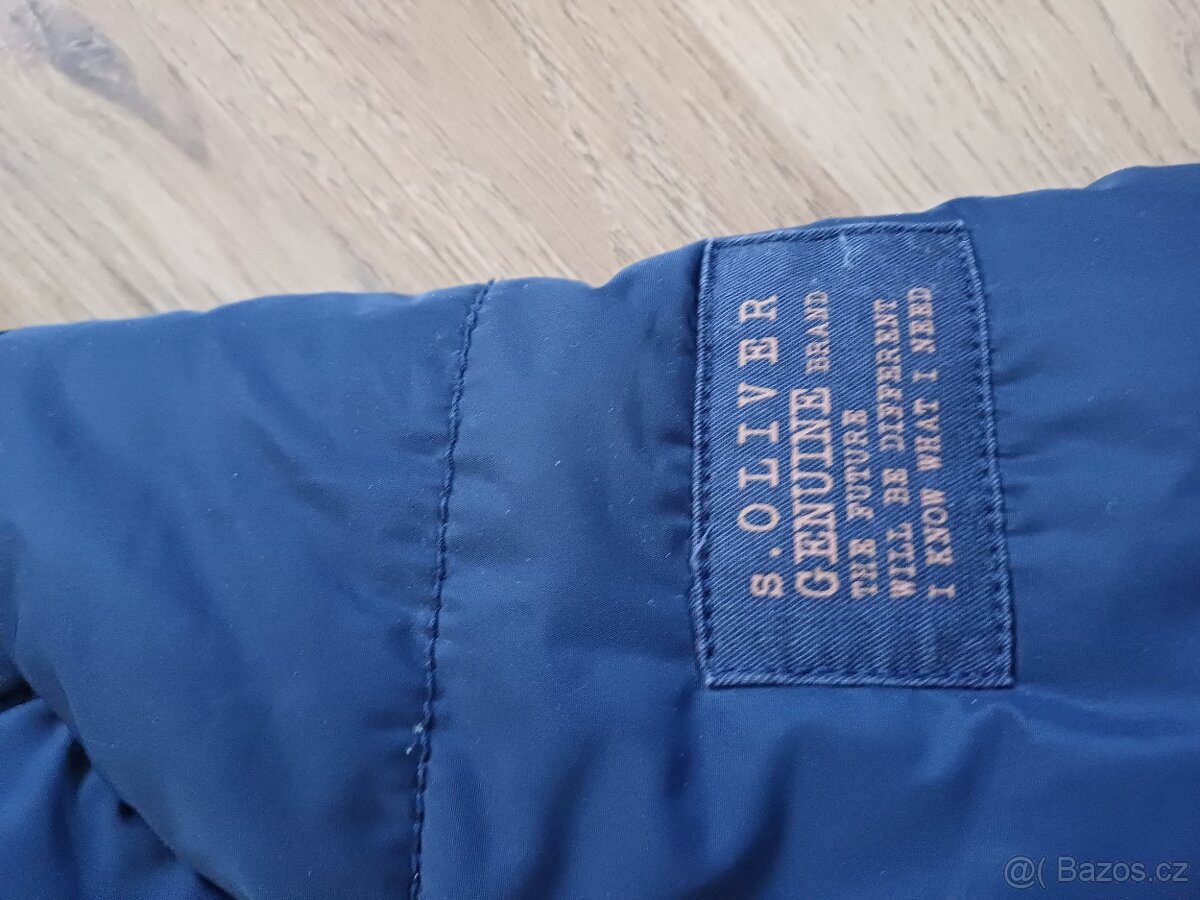 S.OLIVER
GENUINE BRAND
THE FUTURE
WILL BE DIFFERENT
I KNOW WHAT I NEED
@( Bazos.cz